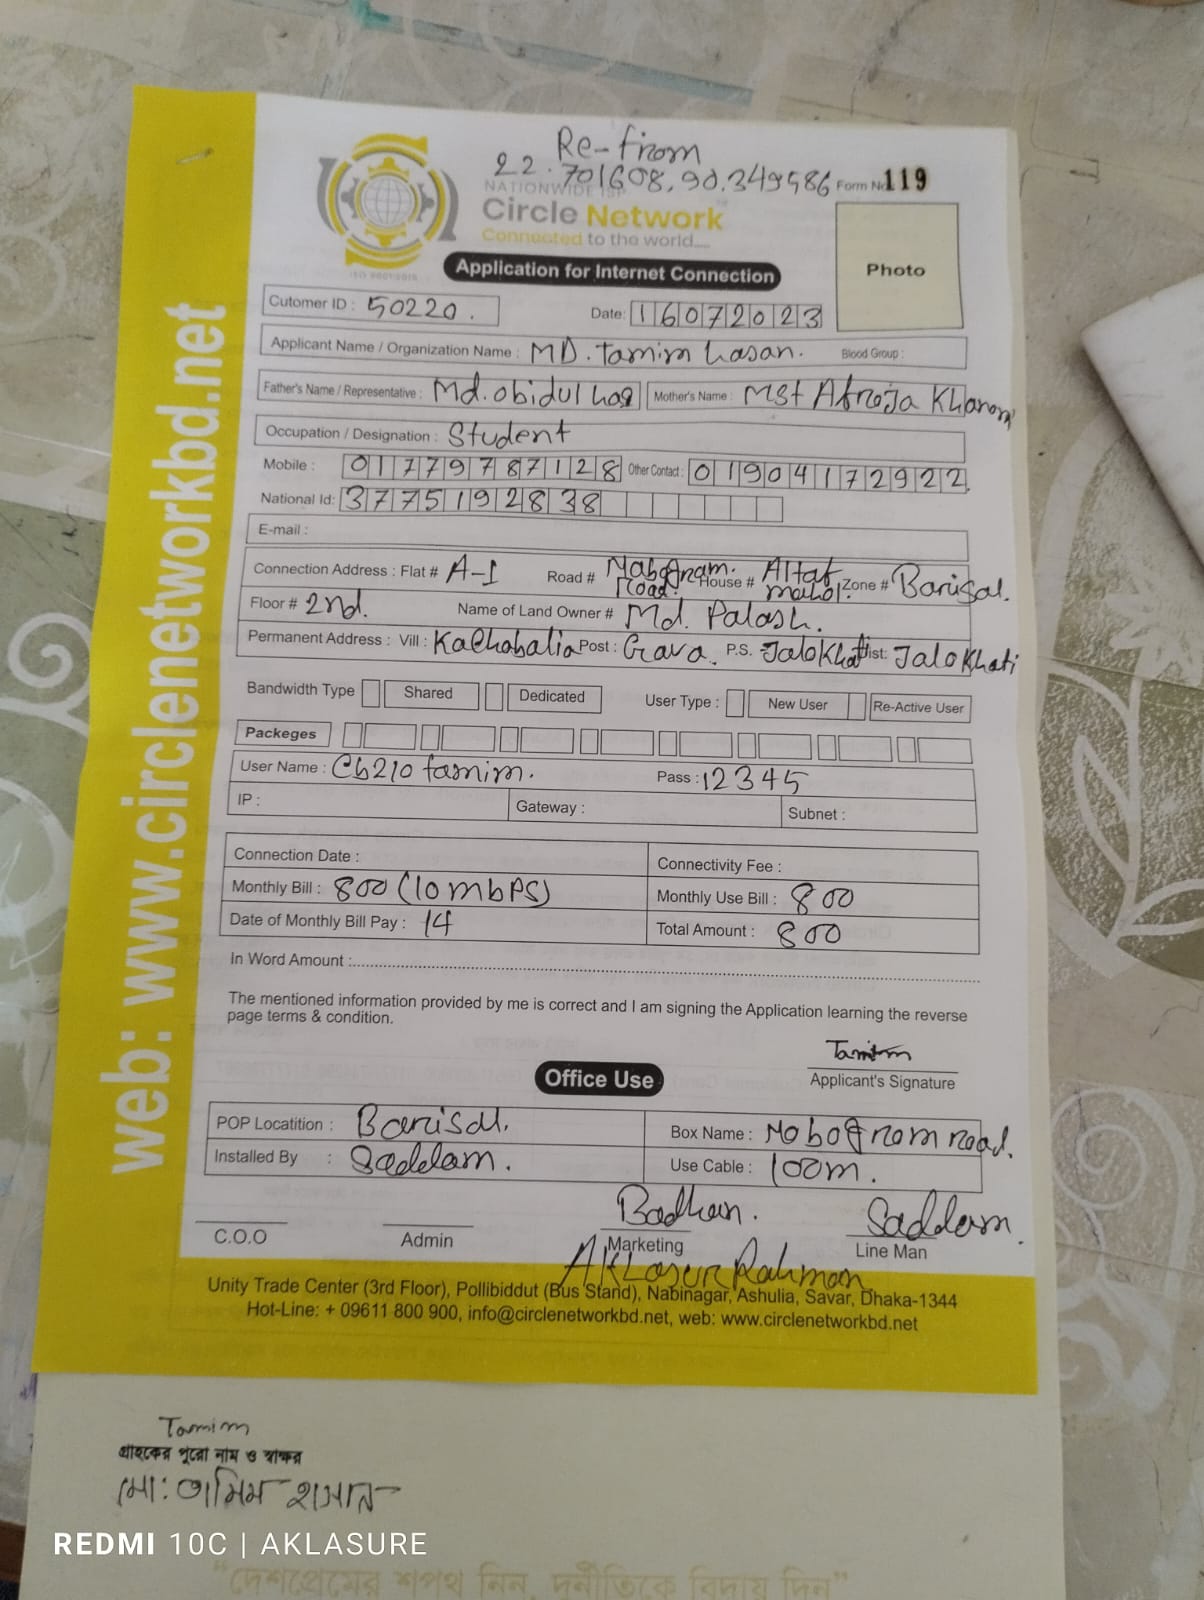 Re-from
22.701608,90.349586 Form No 119
NATIONWIDE ISP
Circle Network
Connected to the world....
ISO 9001:2015
Application for Internet Connection
Photo
Cutomer ID : 50220. Date: 16072023
Applicant Name / Organization Name : MD. Tamim hasan. Blood Group :
Father's Name / Representative : Md. obidul haq Mother's Name : Mst Afroja Khanom
Occupation / Designation : Student
Mobile : 01779787128 Other Contact : 01904172922
National Id: 3775192838
E-mail :
Connection Address : Flat # A-1 Road # Nabogram. Road. House # Altaf mahal. Zone # Barisal.
Floor # 2nd. Name of Land Owner # Md. Palash.
Permanent Address : Vill : Kachabalia Post : Gava. P.S. Jalokhati Dist: Jalokhati
Bandwidth Type Shared Dedicated User Type : New User Re-Active User
Packeges
User Name : Cb210 tamim. Pass : 12345
IP : Gateway : Subnet :
Connection Date : Connectivity Fee :
Monthly Bill : 800 (10 mbPS) Monthly Use Bill : 800
Date of Monthly Bill Pay : 14 Total Amount : 800
In Word Amount :
The mentioned information provided by me is correct and I am signing the Application learning the reverse
page terms & condition.
Tamim
Applicant's Signature
Office Use
POP Locatition : Barisal. Box Name : Nobogrom road.
Installed By : Saddam. Use Cable : 100m.
Badhan. Saddam.
C.O.O Admin Marketing Line Man
Aklasur Rahman
Unity Trade Center (3rd Floor), Pollibiddut (Bus Stand), Nabinagar, Ashulia, Savar, Dhaka-1344
Hot-Line: + 09611 800 900, info@circlenetworkbd.net, web: www.circlenetworkbd.net
web: www.circlenetworkbd.net
Tamim
গ্রাহকের পুরো নাম ও স্বাক্ষর
মো: তামিম হাসান
REDMI 10C | AKLASURE
"দেশপ্রেমের শপথ নিন, দুর্নীতিকে বিদায় দিন"